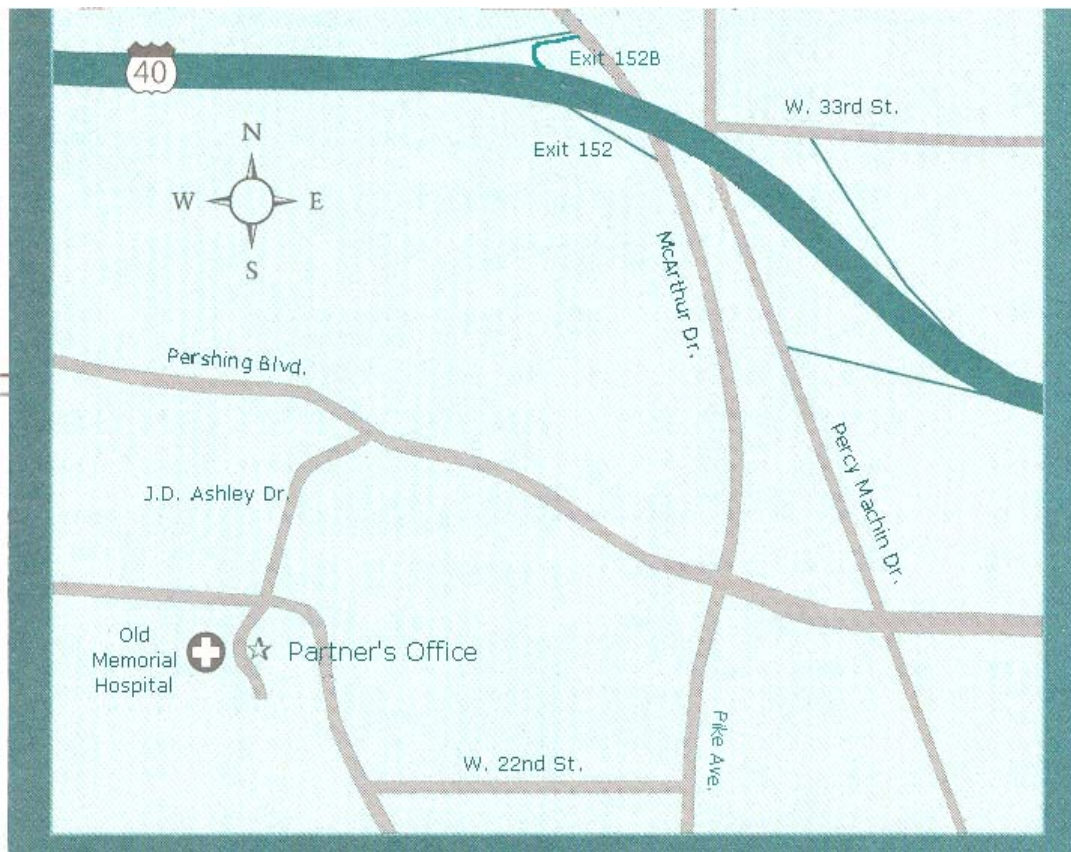 Exit 152B
40
W. 33rd St.
N
Exit 152
W
E
S
McArthur Dr.
Pershing Blvd.
Percy Machin Dr.
J.D. Ashley Dr.
Old
Memorial
Hospital
Partner's Office
Pike Ave.
W. 22nd St.